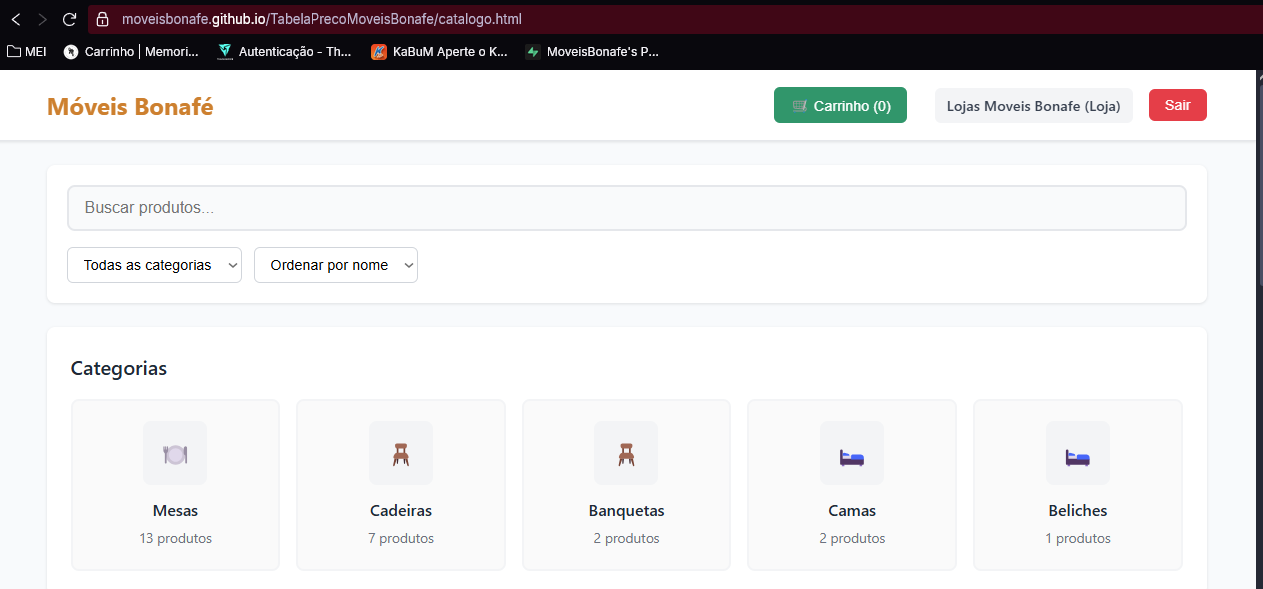 moveisbonafe.github.io/TabelaPrecoMoveisBonafe/catalogo.html
MEI Carrinho | Memori... Autenticação - Th... KaBuM Aperte o K... MoveisBonafe's P...
Móveis Bonafé Carrinho (0) Lojas Moveis Bonafe (Loja) Sair
Buscar produtos...
Todas as categorias Ordenar por nome
Categorias
Mesas Cadeiras Banquetas Camas Beliches
13 produtos 7 produtos 2 produtos 2 produtos 1 produtos